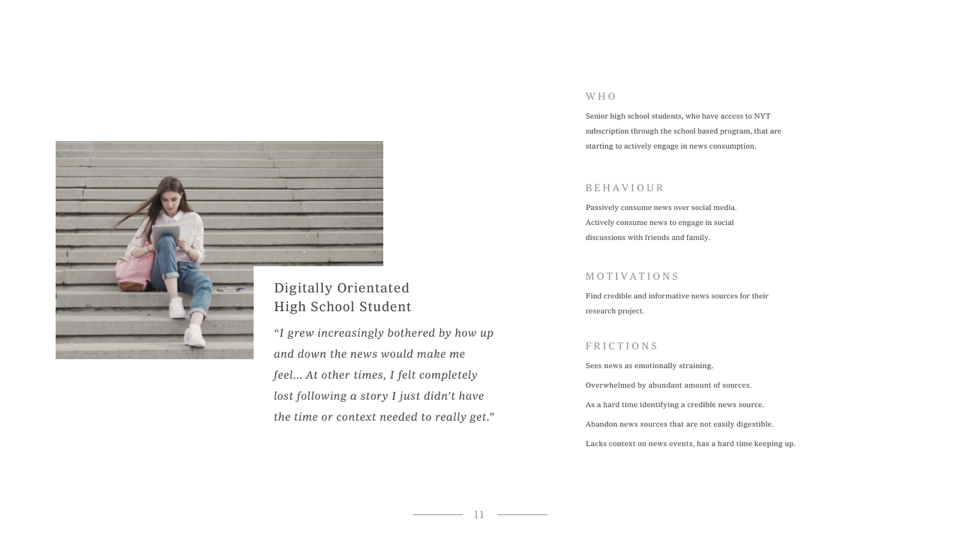 WHO
Senior high school students, who have access to NYT
subscription through the school based program, that are
starting to actively engage in news consumption.
BEHAVIOUR
Passively consume news over social media.
Actively consume news to engage in social
discussions with friends and family.
MOTIVATIONS
Find credible and informative news sources for their
research project.
FRICTIONS
Sees news as emotionally straining.
Overwhelmed by abundant amount of sources.
As a hard time identifying a credible news source.
Abandon news sources that are not easily digestible.
Lacks context on news events, has a hard time keeping up.
Digitally Orientated
High School Student
“I grew increasingly bothered by how up
and down the news would make me
feel... At other times, I felt completely
lost following a story I just didn’t have
the time or context needed to really get.”
11